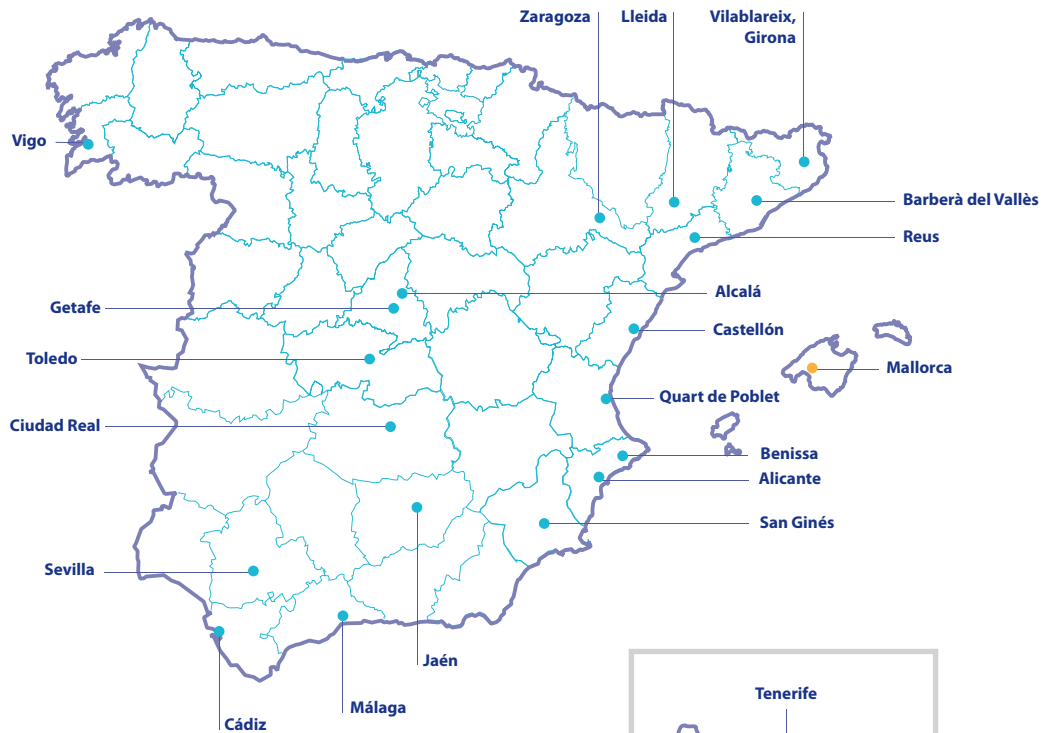 Zaragoza
Lleida
Vilablareix,
Girona
Vigo
Barberà del Vallès
Reus
Alcalá
Getafe
Castellón
Toledo
Mallorca
Quart de Poblet
Ciudad Real
Benissa
Alicante
San Ginés
Sevilla
Jaén
Tenerife
Málaga
Cádiz